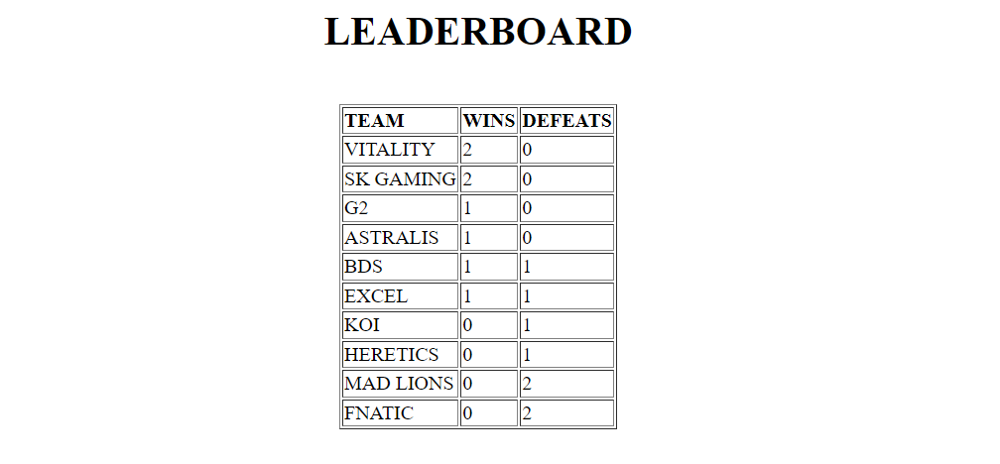 LEADERBOARD
TEAM WINS DEFEATS
VITALITY 2 0
SK GAMING 2 0
G2 1 0
ASTRALIS 1 0
BDS 1 1
EXCEL 1 1
KOI 0 1
HERETICS 0 1
MAD LIONS 0 2
FNATIC 0 2